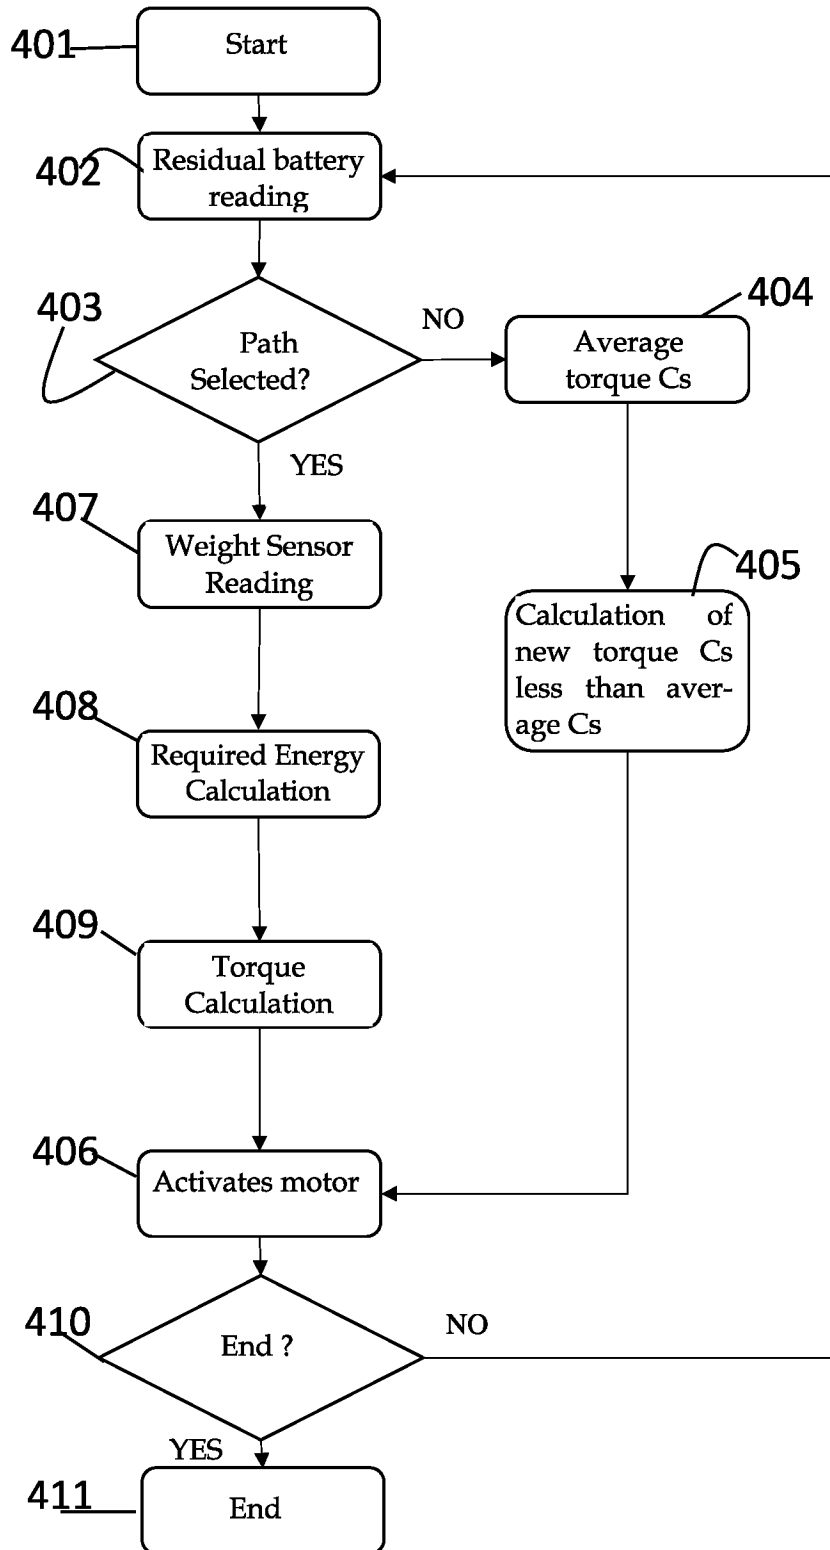 401
Start
402
Residual battery
reading
403
Path
Selected?
NO
404
Average
torque Cs
YES
407
Weight Sensor
Reading
405
Calculation of
new torque Cs
less than aver-
age Cs
408
Required Energy
Calculation
409
Torque
Calculation
406
Activates motor
410
End ?
NO
YES
411
End